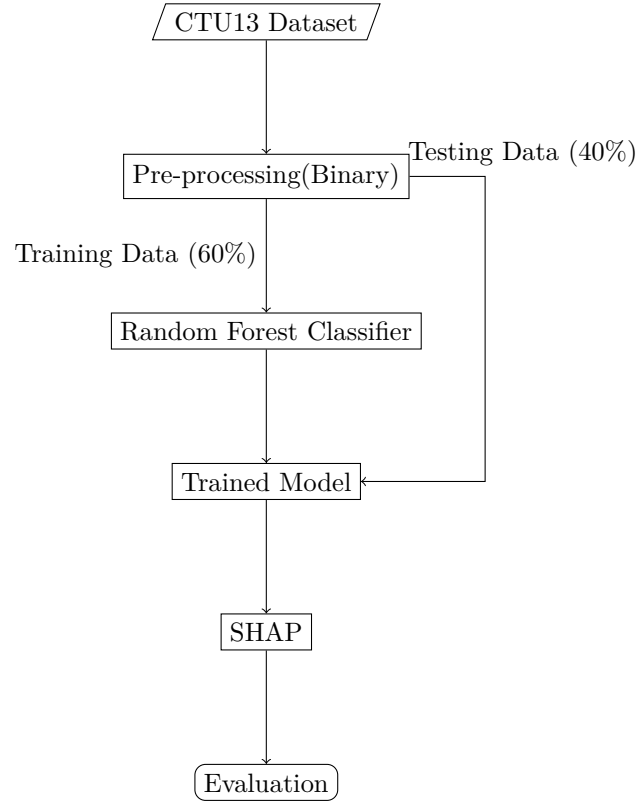 CTU13 Dataset
Testing Data (40%)
Pre-processing(Binary)
Training Data (60%)
Random Forest Classifier
Trained Model
SHAP
Evaluation